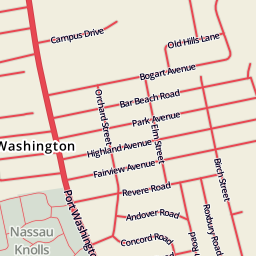 Campus Drive
Old Hills Lane
Bogart Avenue
Orchard Street
Bar Beach Road
Park Avenue
Elm Street
Washington
Highland Avenue
Fairview Avenue
Birch Street
Revere Road
Port Washington
Andover Road
Roxbury Road
Nassau
Knolls
Concord Road
Road